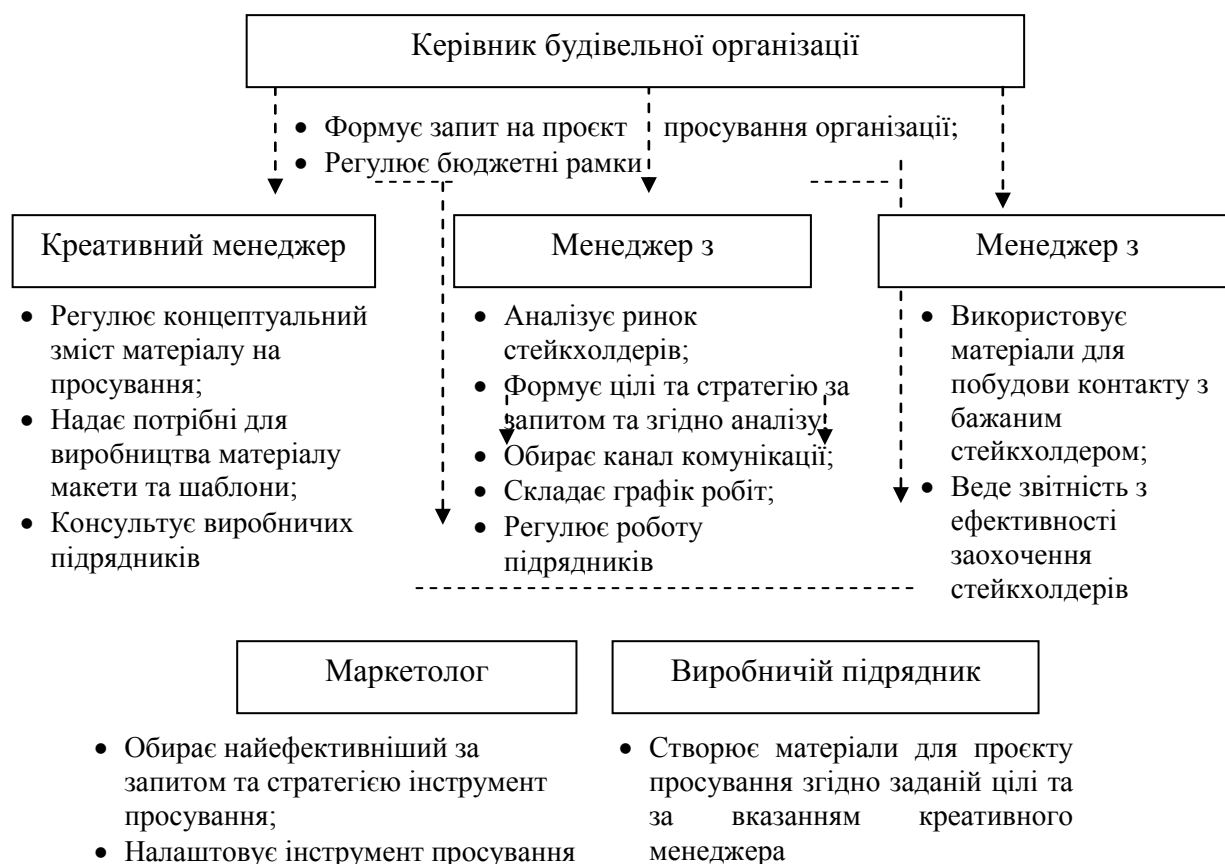 Керівник будівельної організації
• Формує запит на проєкт просування організації;
• Регулює бюджетні рамки
Креативний менеджер
• Регулює концептуальний
зміст матеріалу на
просування;
• Надає потрібні для
виробництва матеріалу
макети та шаблони;
• Консультує виробничих
підрядників
Менеджер з
• Аналізує ринок
стейкхолдерів;
• Формує цілі та стратегію за
запитом та згідно аналізу
• Обирає канал комунікації;
• Складає графік робіт;
• Регулює роботу
підрядників
Менеджер з
• Використовує
матеріали для
побудови контакту з
бажаним
стейкхолдером;
• Веде звітність з
ефективності
заохочення
стейкхолдерів
Маркетолог
• Обирає найефективніший за
запитом та стратегією інструмент
просування;
• Налаштовує інструмент просування
Виробничій підрядник
• Створює матеріали для проєкту
просування згідно заданій цілі та
за вказанням креативного
менеджера